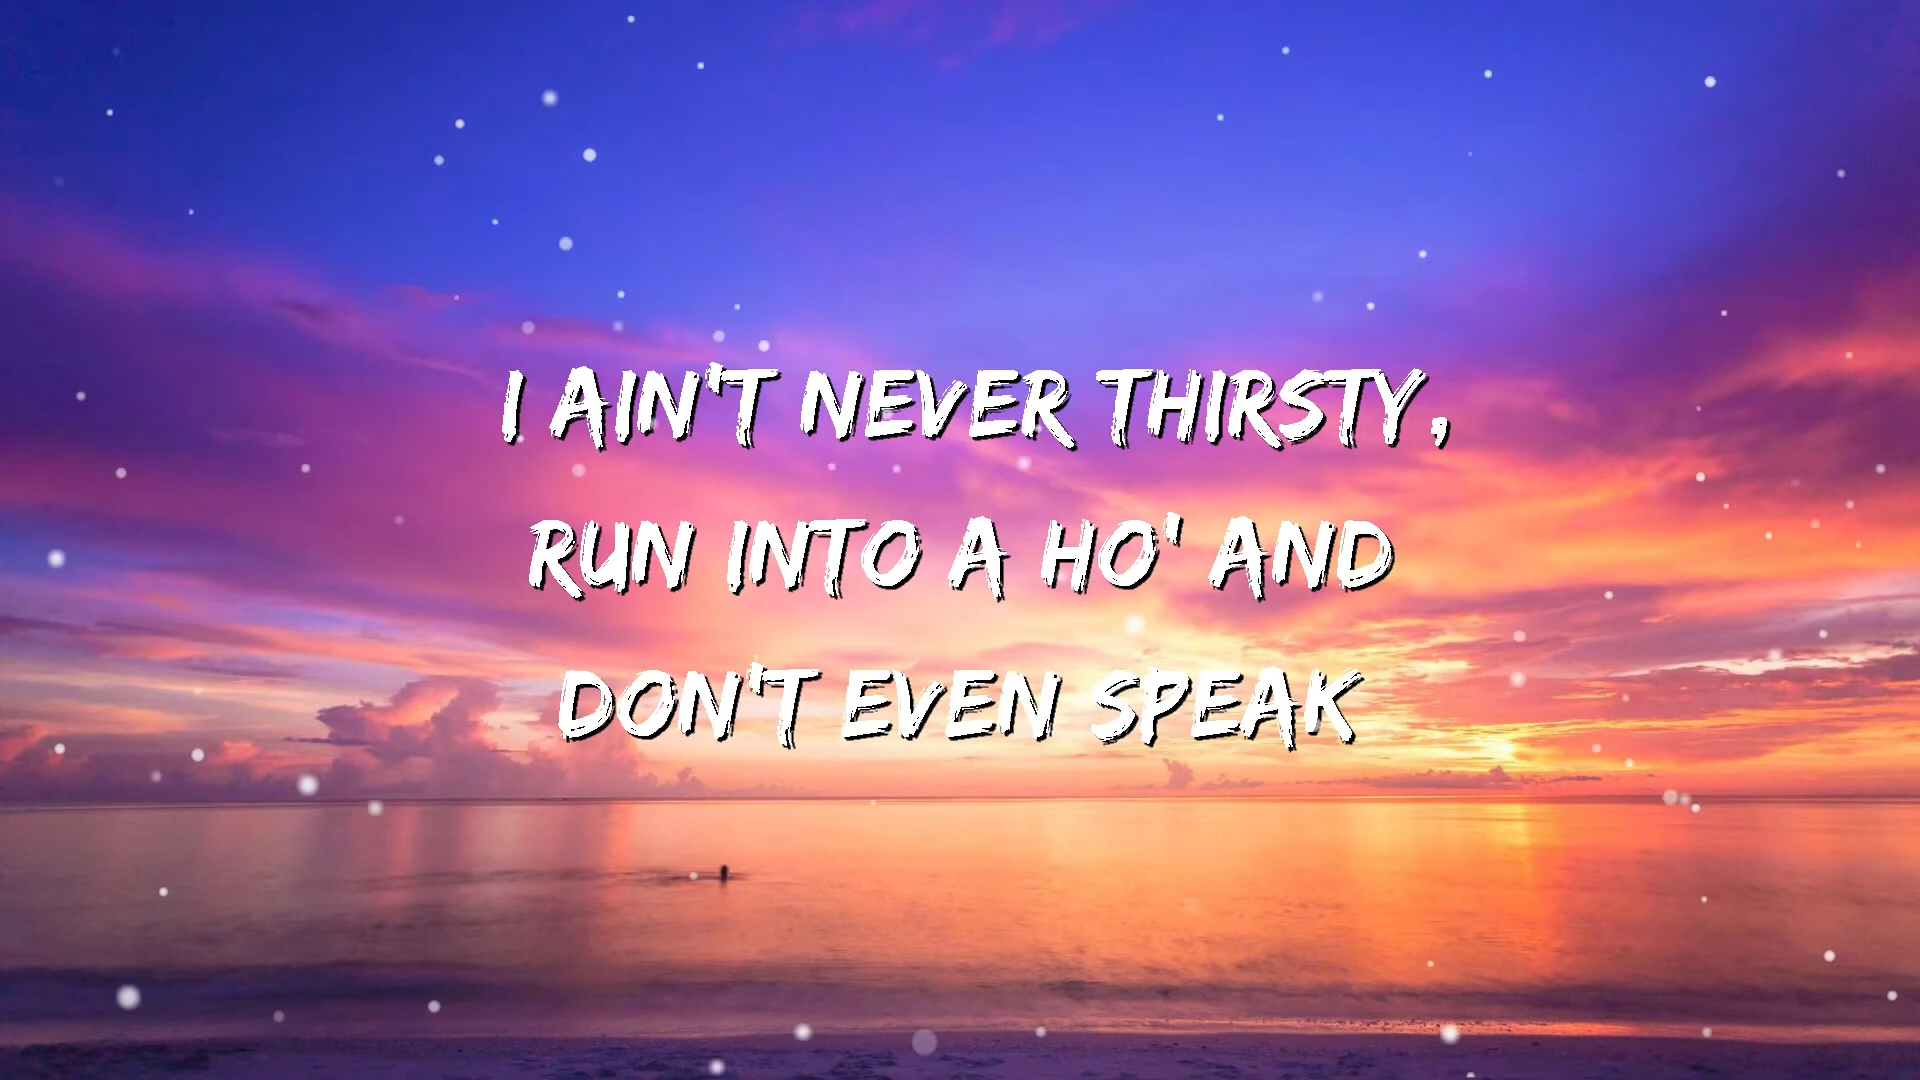 I AIN'T NEVER THIRSTY,
RUN INTO A HO' AND
DON'T EVEN SPEAK